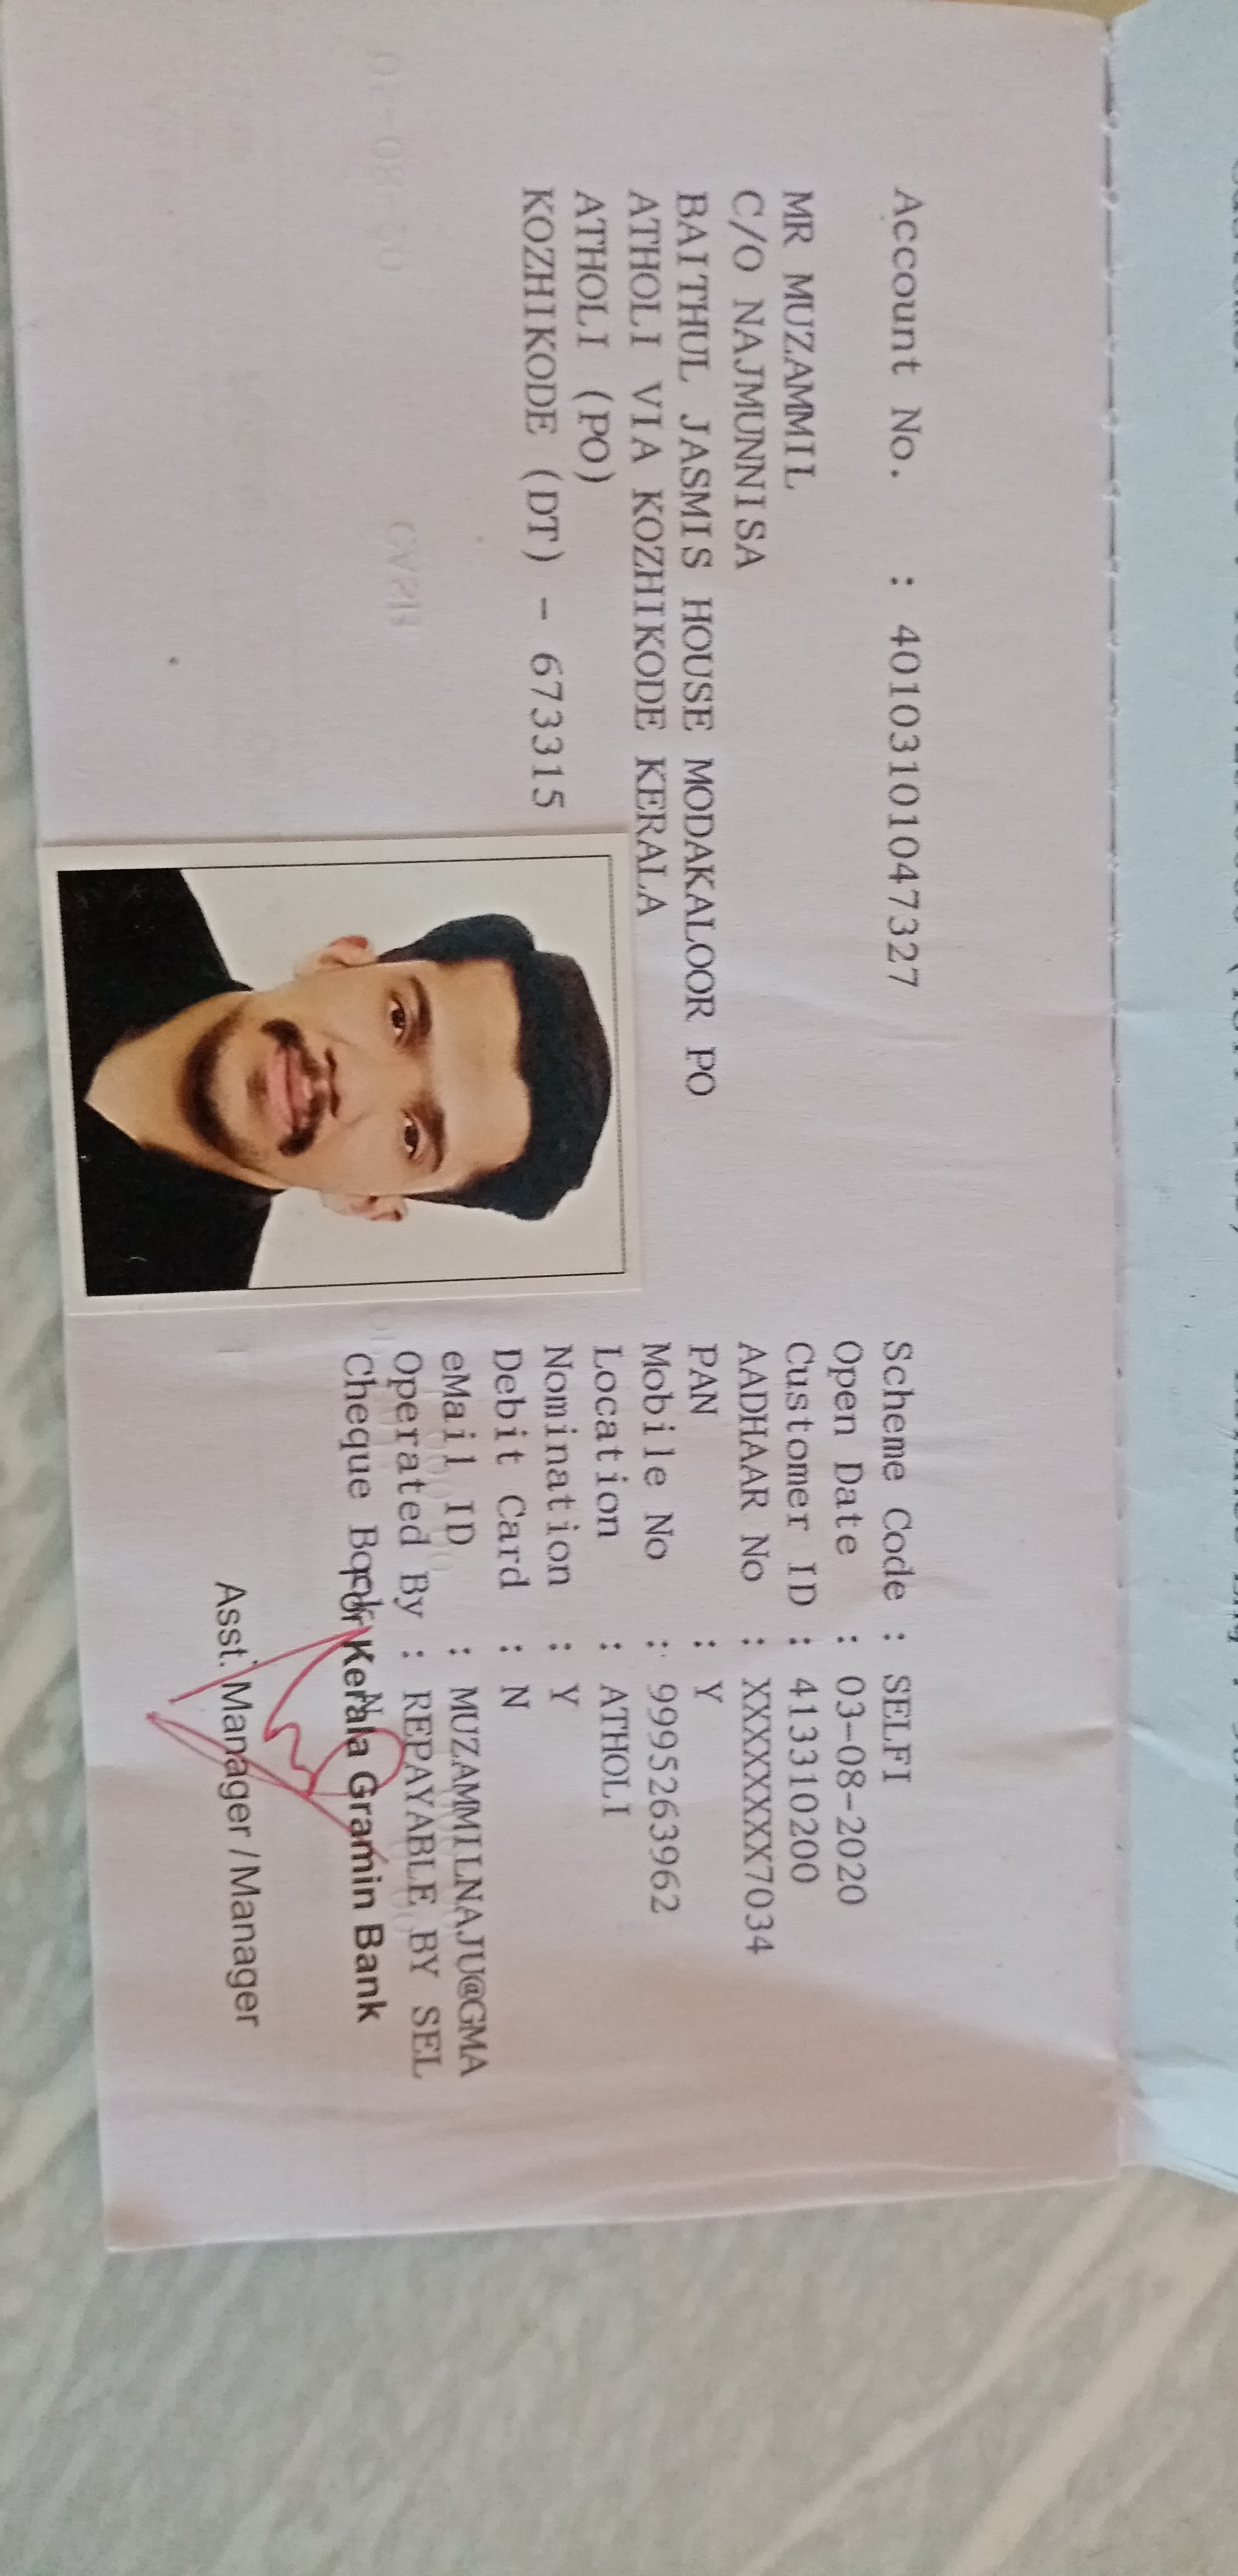 Account No. : 40103101047327
MR MUZAMMIL
C/O NAJMUNNISA
BAITHUL JASMIS HOUSE MODAKALOOR PO
ATHOLI VIA KOZHIKODE KERALA
ATHOLI (PO)
KOZHIKODE (DT) - 673315
Scheme Code : SELFI
Open Date : 03-08-2020
Customer ID : 413310200
AADHAAR No : XXXXXXXX7034
PAN : Y
Mobile No : 9995263962
Location : ATHOLI
Nomination : Y
Debit Card : N
eMail ID : MUZAMMILNAJU@GMA
Operated By : REPAYABLE BY SEL
Cheque Book N
For Kerala Gramin Bank
Asst. Manager / Manager